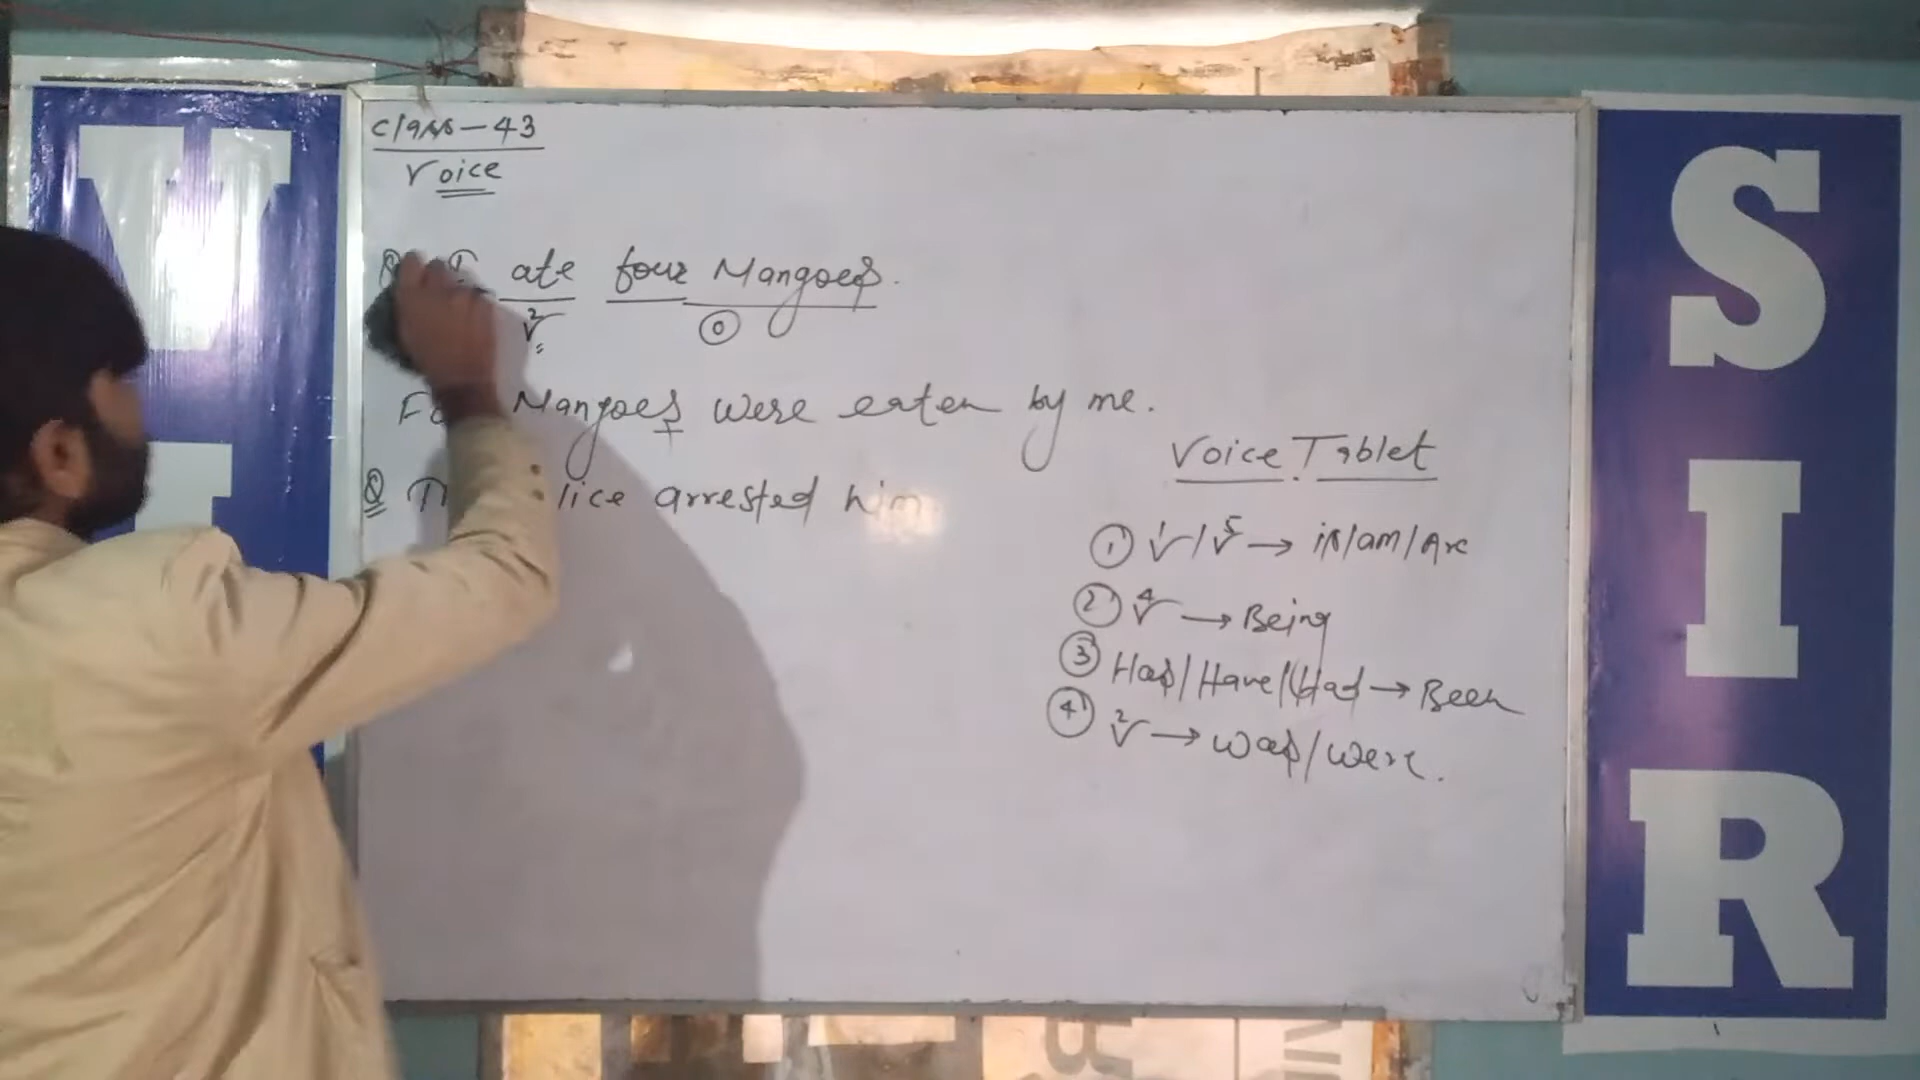 Class-43
Voice
Q I ate four Mangoes.
V2 O
Mangoes were eaten by me.
Q arrested him
Voice Tablet
① V1/V5 → is/am/Are
② V4 → Being
③ Has/Have/Had → Been
④ V2 → was/were.
SIR